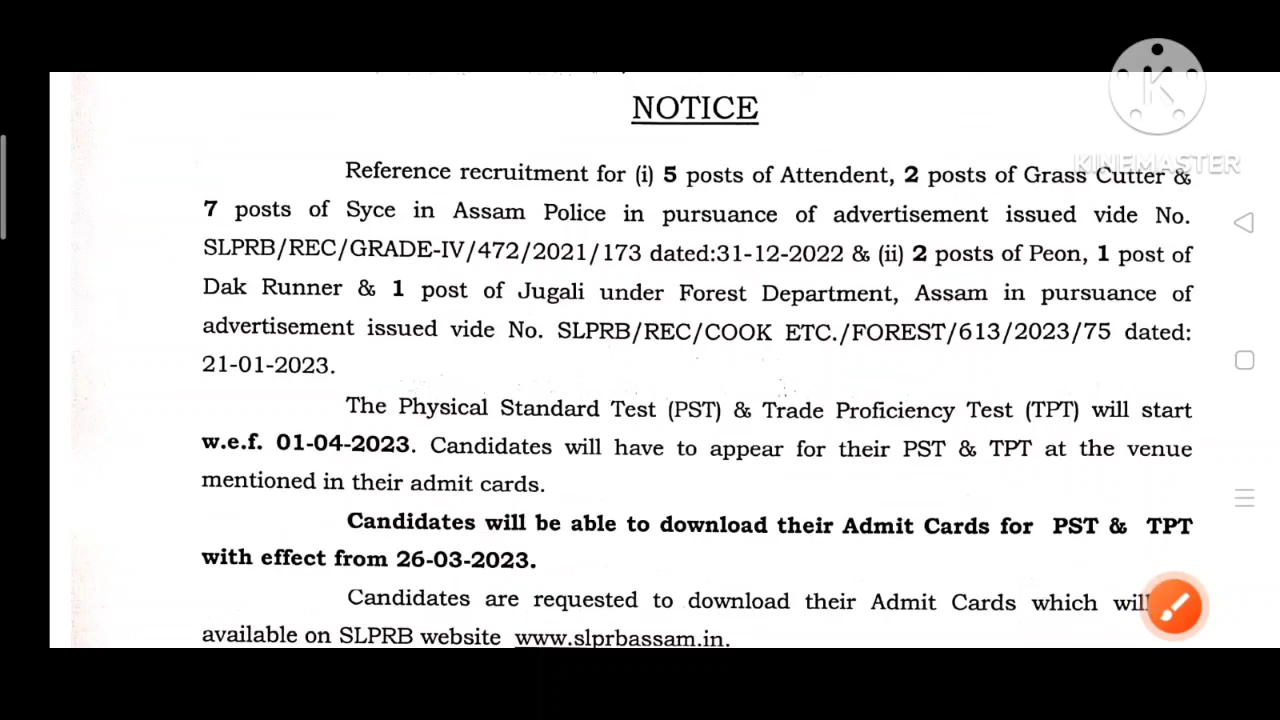 NOTICE
KINEMASTER
Reference recruitment for (i) 5 posts of Attendent, 2 posts of Grass Cutter &
7 posts of Syce in Assam Police in pursuance of advertisement issued vide No.
SLPRB/REC/GRADE-IV/472/2021/173 dated:31-12-2022 & (ii) 2 posts of Peon, 1 post of
Dak Runner & 1 post of Jugali under Forest Department, Assam in pursuance of
advertisement issued vide No. SLPRB/REC/COOK ETC./FOREST/613/2023/75 dated:
21-01-2023.
The Physical Standard Test (PST) & Trade Proficiency Test (TPT) will start
w.e.f. 01-04-2023. Candidates will have to appear for their PST & TPT at the venue
mentioned in their admit cards.
Candidates will be able to download their Admit Cards for PST & TPT
with effect from 26-03-2023.
Candidates are requested to download their Admit Cards which will
available on SLPRB website www.slprbassam.in.